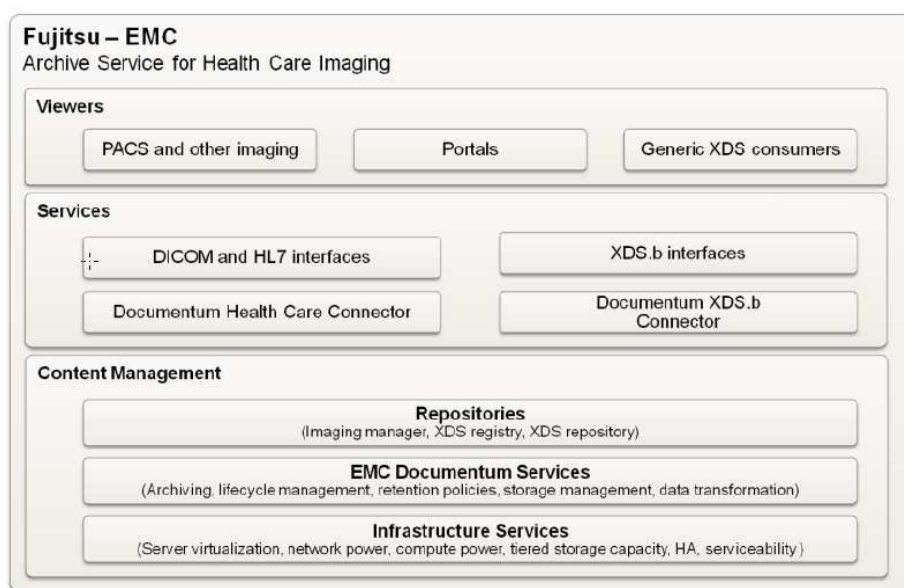 Fujitsu – EMC
Archive Service for Health Care Imaging
Viewers
PACS and other imaging
Portals
Generic XDS consumers
Services
DICOM and HL7 interfaces
XDS.b interfaces
Documentum Health Care Connector
Documentum XDS.b
Connector
Content Management
Repositories
(Imaging manager, XDS registry, XDS repository)
EMC Documentum Services
(Archiving, lifecycle management, retention policies, storage management, data transformation)
Infrastructure Services
(Server virtualization, network power, compute power, tiered storage capacity, HA, serviceability)